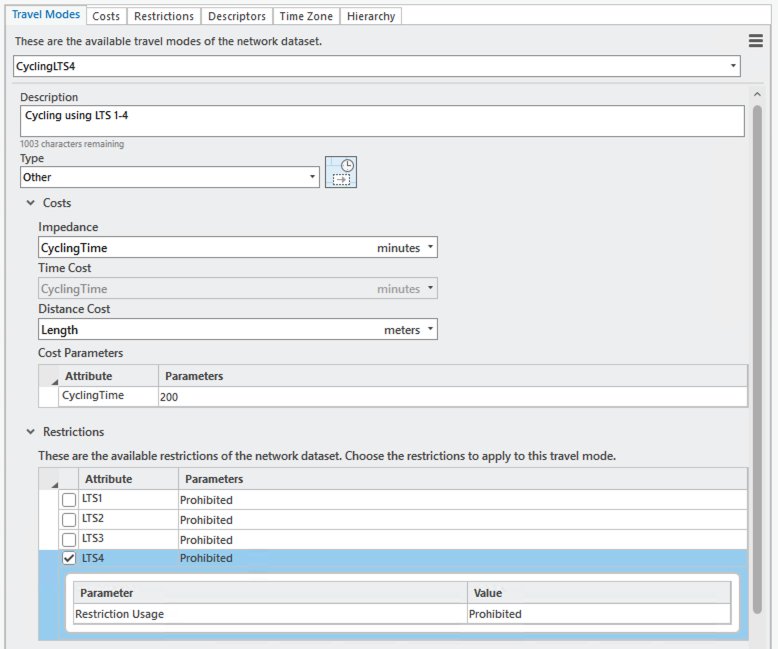 Travel Modes Costs Restrictions Descriptors Time Zone Hierarchy
These are the available travel modes of the network dataset.
CyclingLTS4
Description
Cycling using LTS 1-4
1003 characters remaining
Type
Other
Costs
Impedance
CyclingTime minutes
Time Cost
CyclingTime minutes
Distance Cost
Length meters
Cost Parameters
Attribute Parameters
CyclingTime 200
Restrictions
These are the available restrictions of the network dataset. Choose the restrictions to apply to this travel mode.
Attribute Parameters
LTS1 Prohibited
LTS2 Prohibited
LTS3 Prohibited
LTS4 Prohibited
Parameter Value
Restriction Usage Prohibited